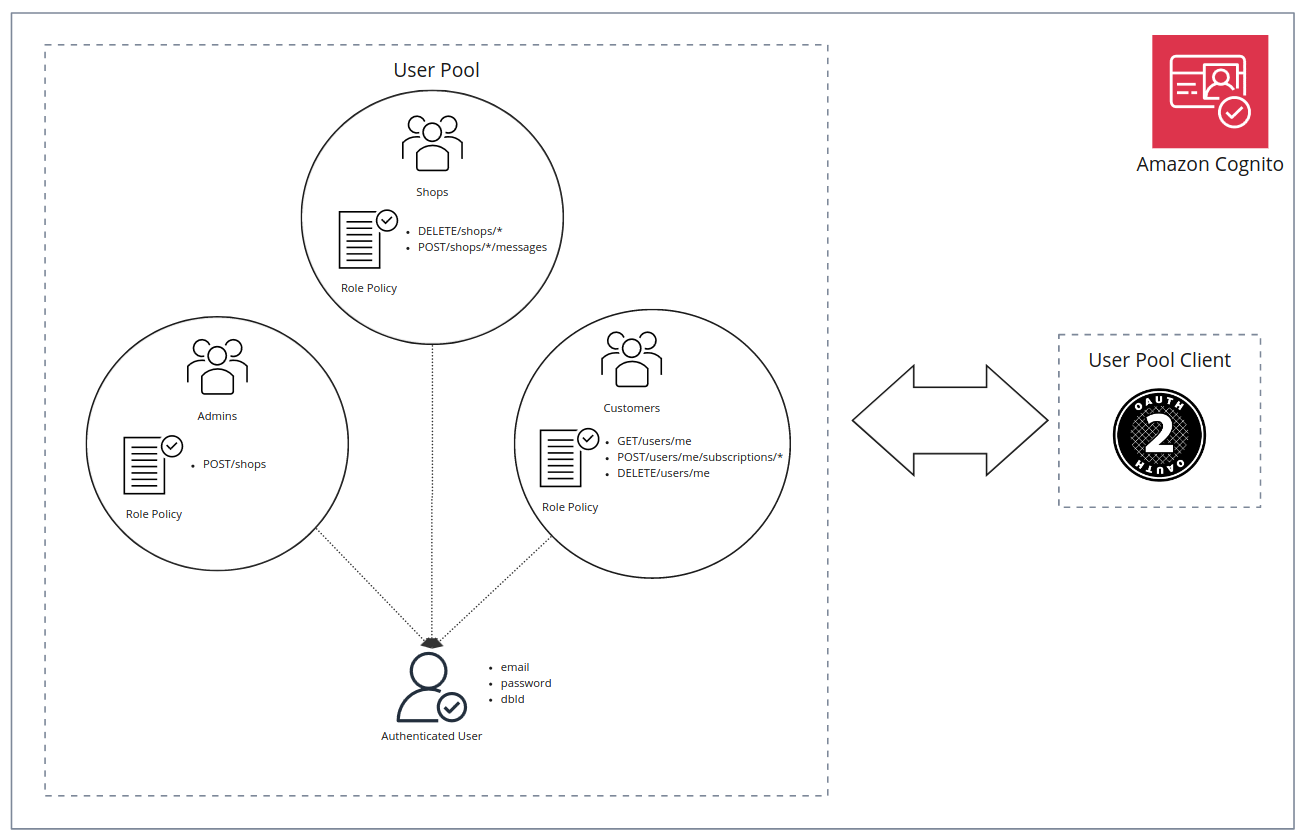 User Pool
Amazon Cognito
Shops
• DELETE/shops/*
• POST/shops/*/messages
Role Policy
Admins
• POST/shops
Role Policy
Customers
• GET/users/me
• POST/users/me/subscriptions/*
• DELETE/users/me
Role Policy
User Pool Client
OAUTH
2
OAUTH
• email
• password
• dbId
Authenticated User